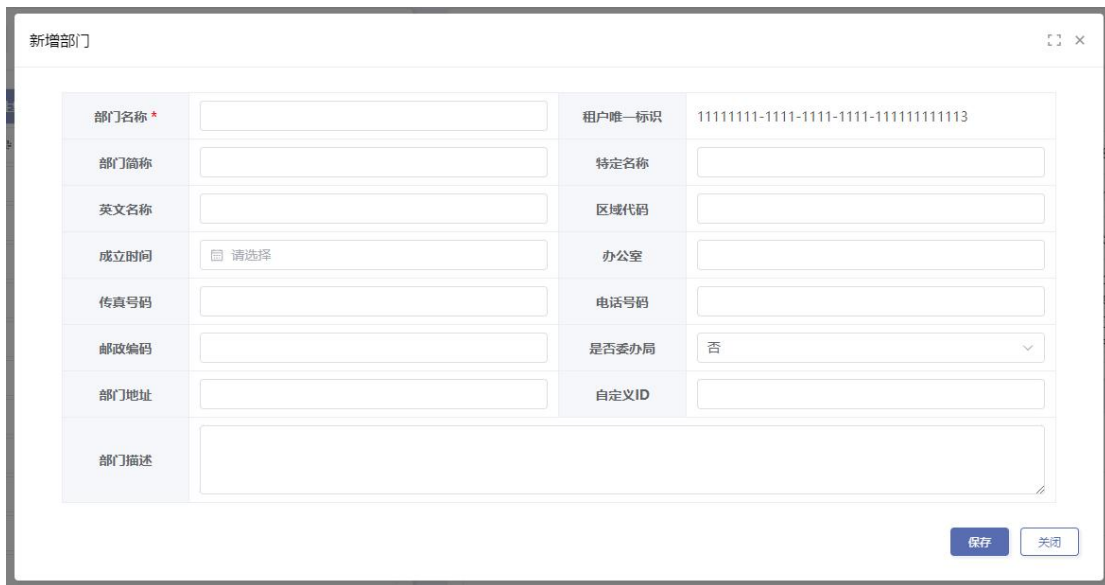 新增部门
部门名称 * 租户唯一标识 11111111-1111-1111-1111-111111111113
部门简称 特定名称
英文名称 区域代码
成立时间 请选择 办公室
传真号码 电话号码
邮政编码 是否委办局 否
部门地址 自定义ID
部门描述
保存 关闭